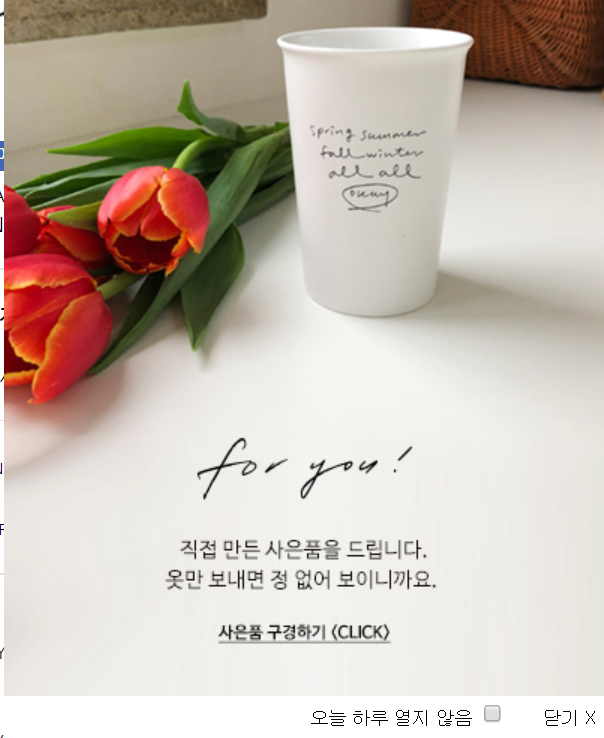 spring summer
fall winter
all all
okay
for you!
직접 만든 사은품을 드립니다.
옷만 보내면 정 없어 보이니까요.
사은품 구경하기 <CLICK>
오늘 하루 열지 않음
닫기 X